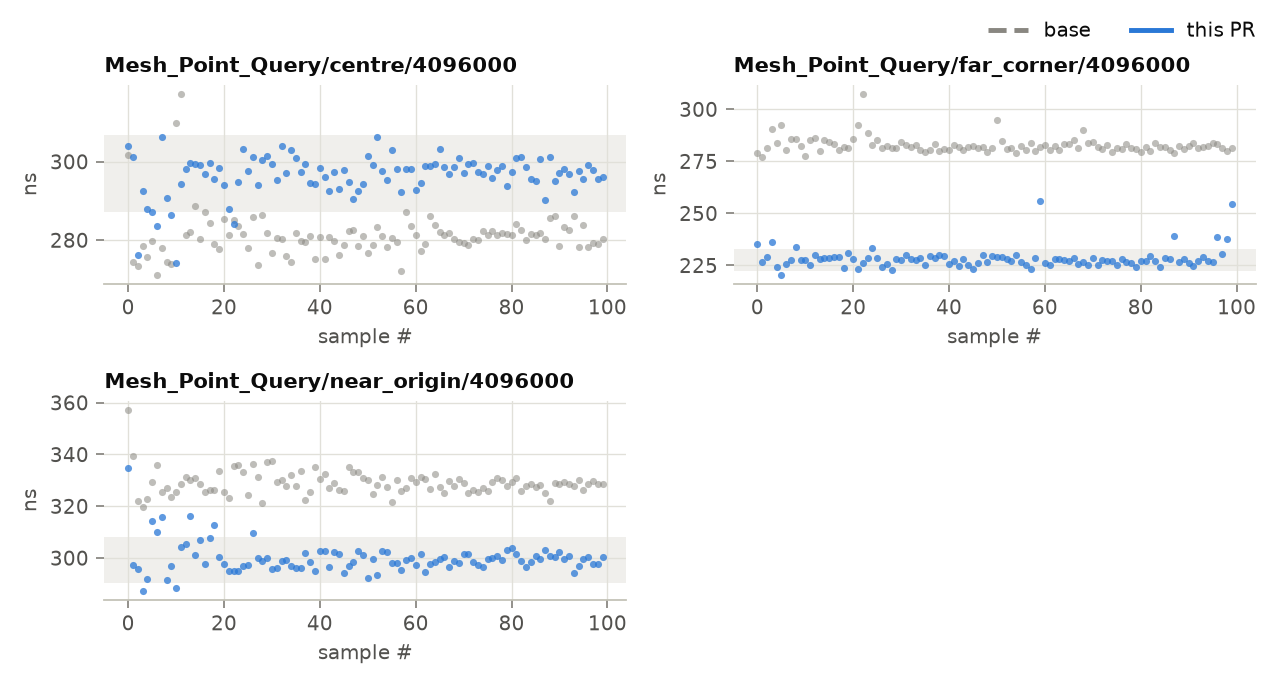 base this PR
Mesh_Point_Query/centre/4096000
300
280
ns
0 20 40 60 80 100
sample #
Mesh_Point_Query/far_corner/4096000
300
275
250
225
ns
0 20 40 60 80 100
sample #
Mesh_Point_Query/near_origin/4096000
360
340
320
300
ns
0 20 40 60 80 100
sample #